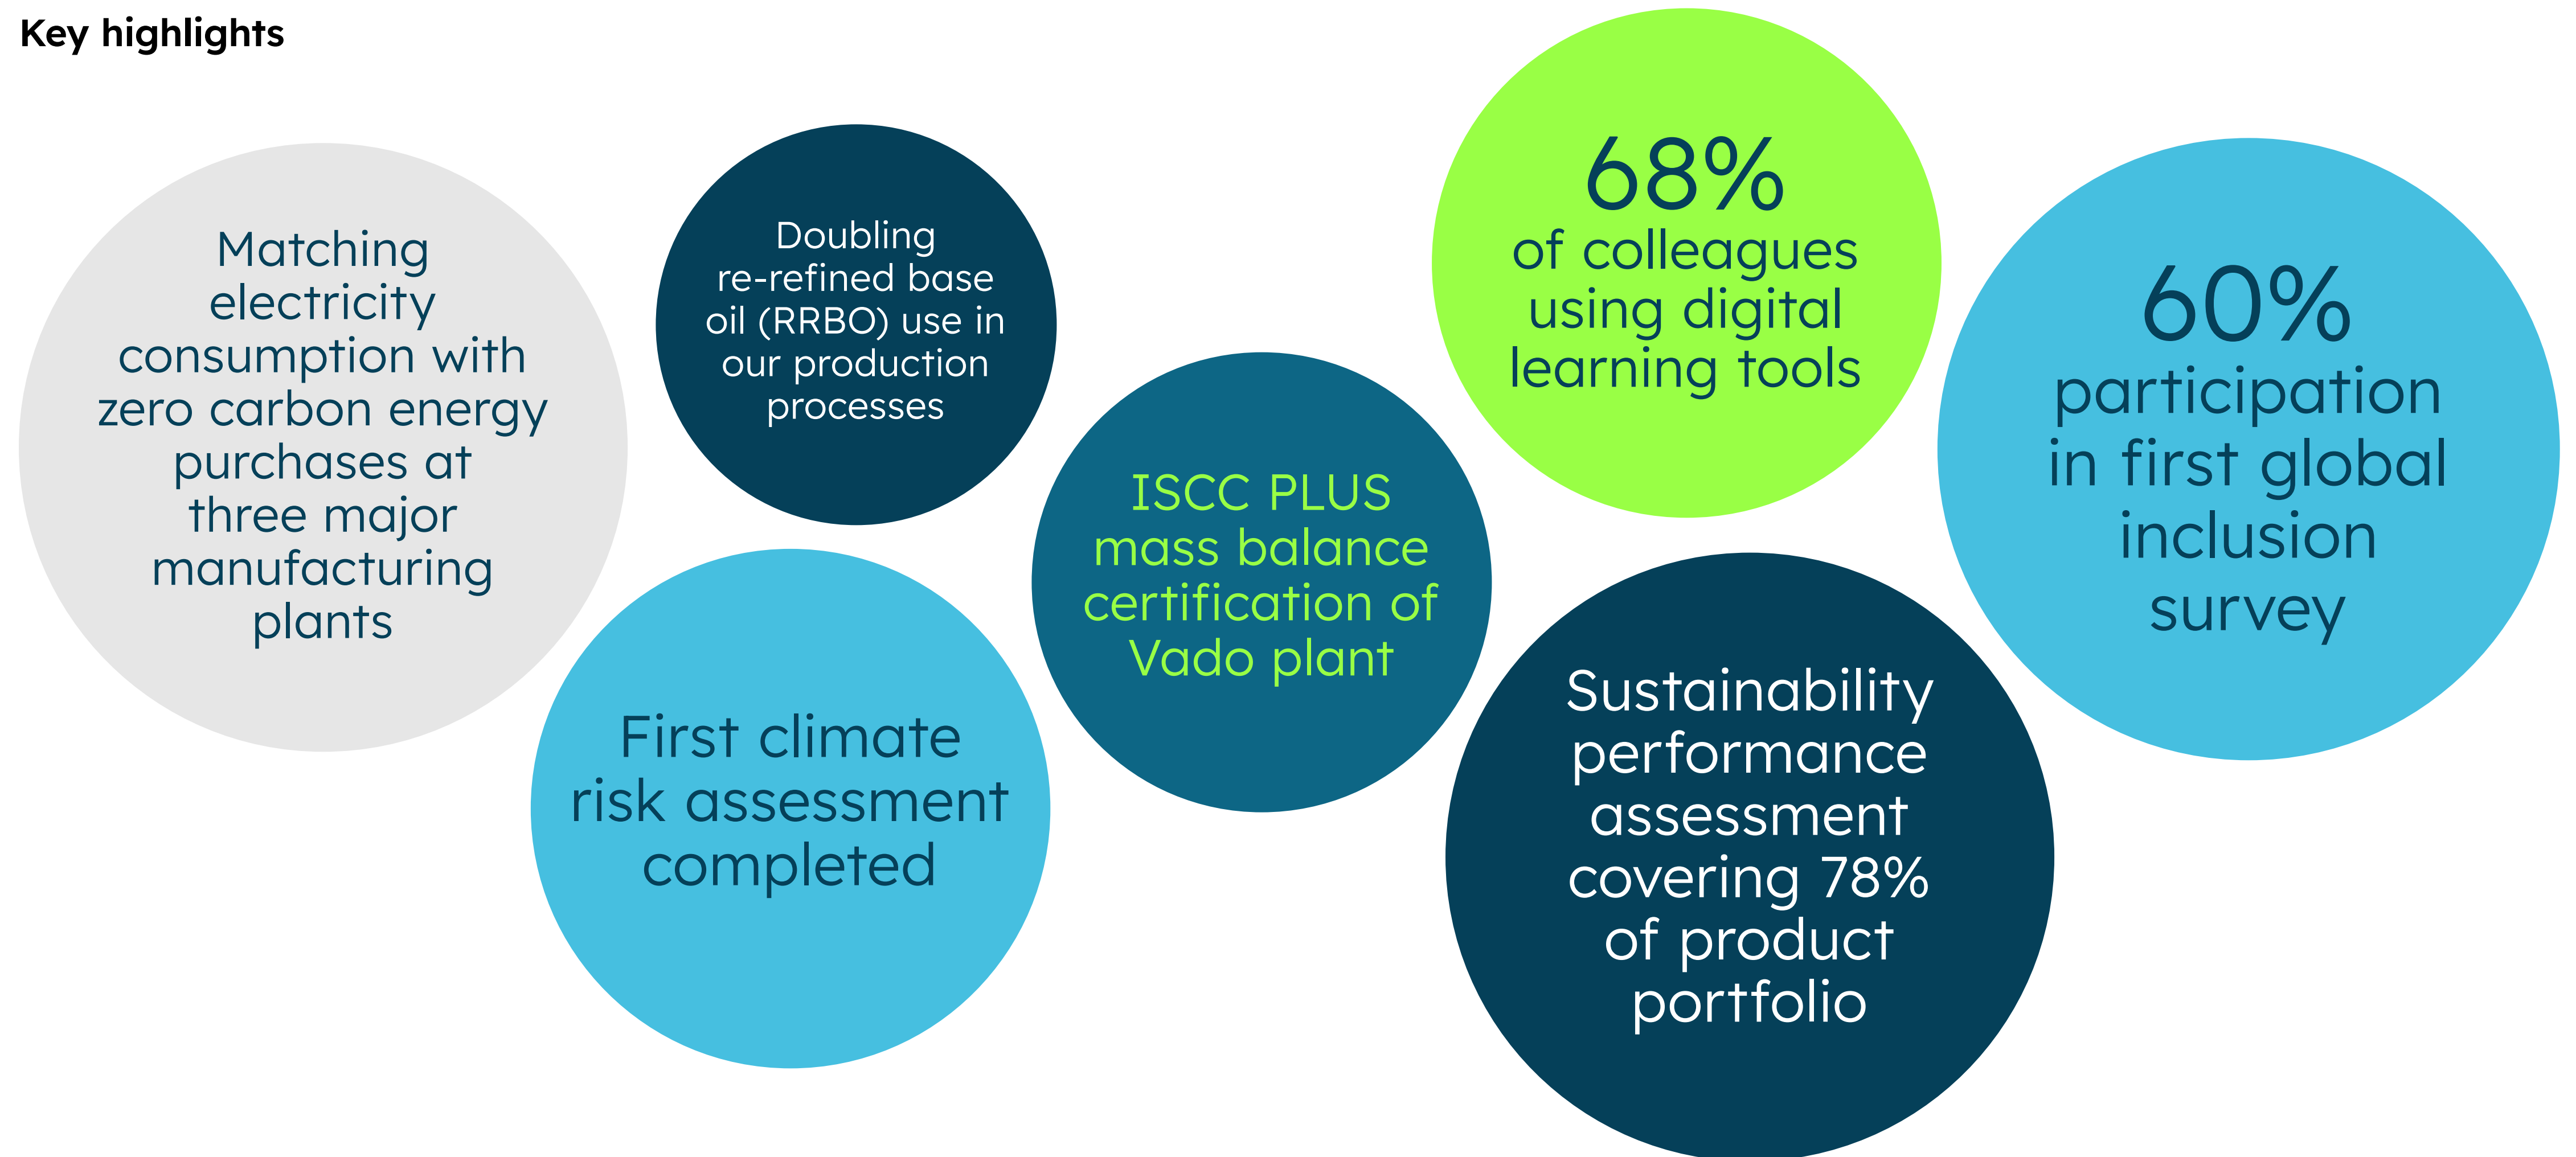 Key highlights
Matching
electricity
consumption with
zero carbon energy
purchases at
three major
manufacturing
plants
Doubling
re-refined base
oil (RRBO) use in
our production
processes
First climate
risk assessment
completed
ISCC PLUS
mass balance
certification of
Vado plant
68%
of colleagues
using digital
learning tools
Sustainability
performance
assessment
covering 78%
of product
portfolio
60%
participation
in first global
inclusion
survey